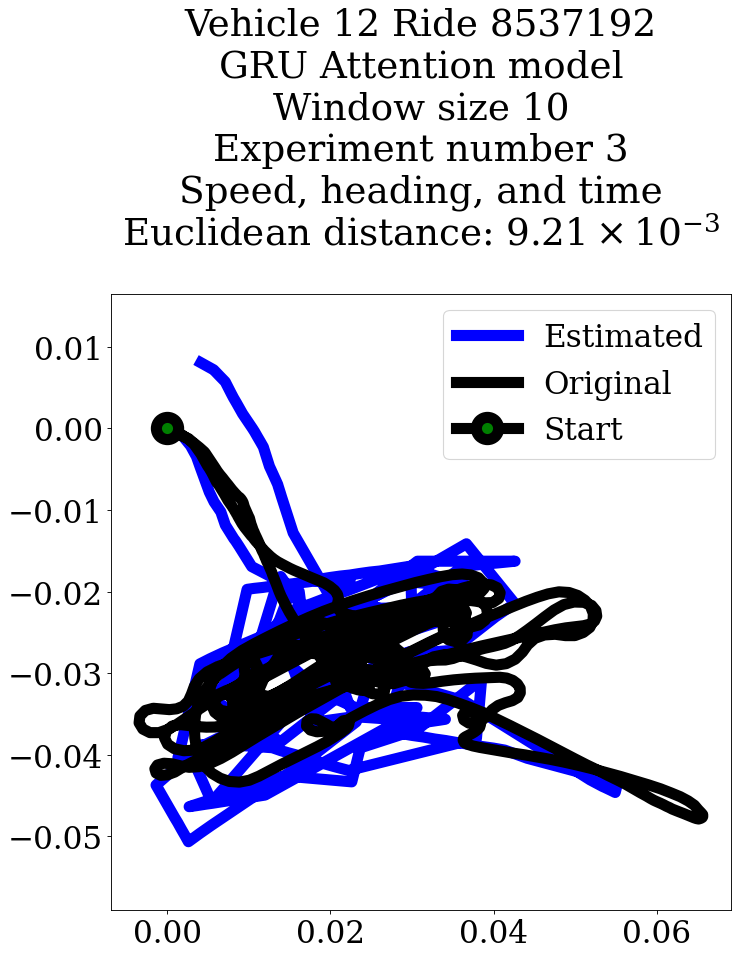 Vehicle 12 Ride 8537192
GRU Attention model
Window size 10
Experiment number 3
Speed, heading, and time
Euclidean distance: 9.21 × 10⁻³
Estimated
Original
Start
0.01
0.00
−0.01
−0.02
−0.03
−0.04
−0.05
0.00 0.02 0.04 0.06